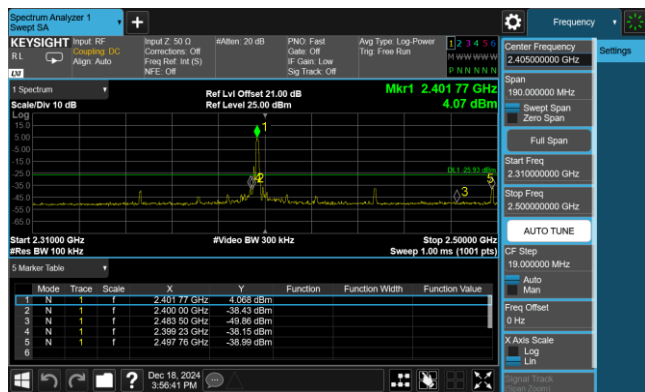 Spectrum Analyzer 1
Swept SA
Frequency
KEYSIGHT Input: RF Input Z: 50 Ω #Atten: 20 dB PNO: Fast Avg Type: Log-Power 1 2 3 4 5 6
R L Coupling: DC Corrections: Off Gate: Off Trig: Free Run M W W W W W
Align: Auto Freq Ref: Int (S) IF Gain: Low
NFE: Off Sig Track: Off P N N N N N
LXI
Center Frequency
2.405000000 GHz
Settings
1 Spectrum
Scale/Div 10 dB
Ref Lvl Offset 21.00 dB
Ref Level 25.00 dBm
Mkr1 2.401 77 GHz
4.07 dBm
Span
190.000000 MHz
Swept Span
Zero Span
Full Span
Start Freq
2.310000000 GHz
Stop Freq
2.500000000 GHz
AUTO TUNE
CF Step
19.000000 MHz
Auto
Man
Freq Offset
0 Hz
X Axis Scale
Log
Lin
Signal Track
(Span Zoom)
Log
15.0
5.00
-5.00
-15.0
-25.0
-35.0
-45.0
-55.0
-65.0
1
2
3
5
Start 2.31000 GHz #Video BW 300 kHz Stop 2.50000 GHz
#Res BW 100 kHz Sweep 1.00 ms (1001 pts)
5 Marker Table
Mode Trace Scale X Y Function Function Width Function Value
1 N 1 f 2.401 77 GHz 4.068 dBm
2 N 1 f 2.400 00 GHz -38.43 dBm
3 N 1 f 2.483 50 GHz -49.86 dBm
4 N 1 f 2.399 23 GHz -38.15 dBm
5 N 1 f 2.497 76 GHz -38.99 dBm
6
Dec 18, 2024
3:56:41 PM